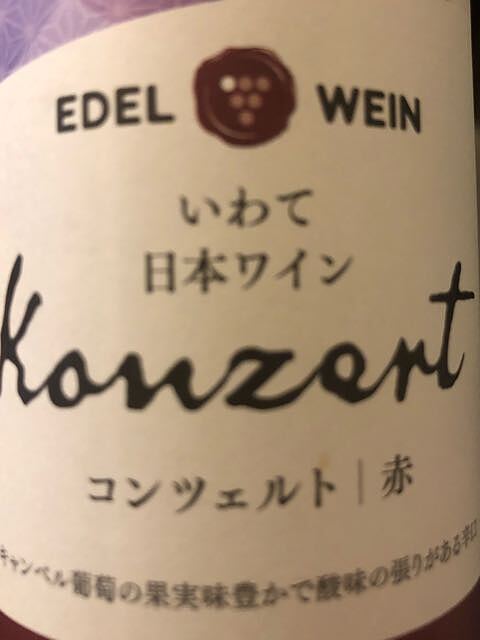 EDEL WEIN
いわて
日本ワイン
Konzert
コンツェルト｜赤
キャンベル葡萄の果実味豊かで酸味の張りがある辛口